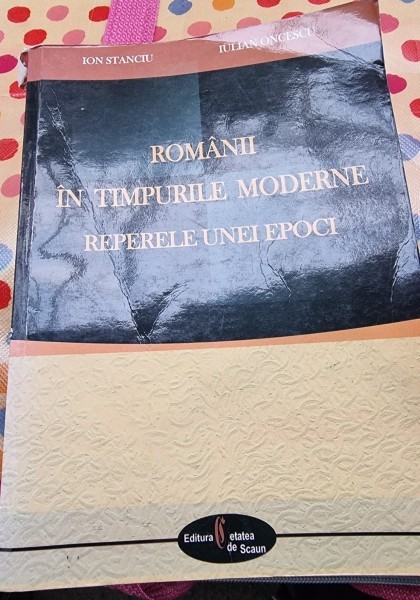 ION STANCIU
IULIAN ONCESCU
ROMÂNII
ÎN TIMPURILE MODERNE
REPERELE UNEI EPOCI
Editura Cetatea
de Scaun